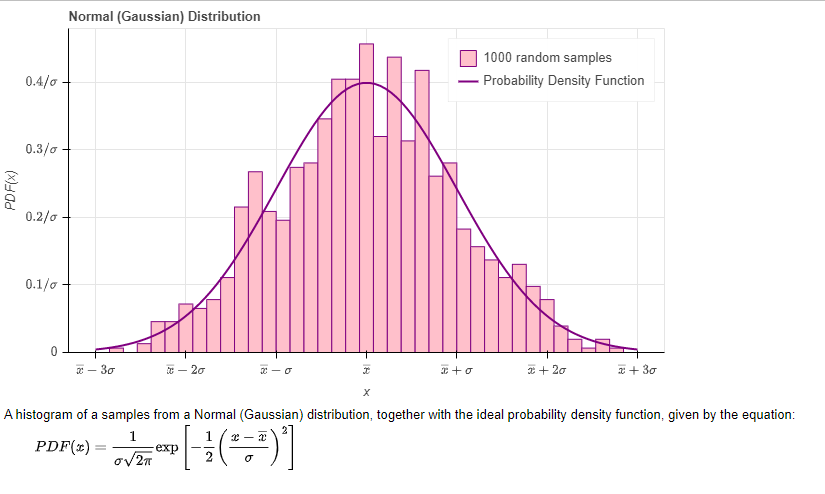 Normal (Gaussian) Distribution
1000 random samples
Probability Density Function
0.4/σ
0.3/σ
0.2/σ
0.1/σ
0
PDF(x)
x̅ − 3σ x̅ − 2σ x̅ − σ x̅ x̅ + σ x̅ + 2σ x̅ + 3σ
x
A histogram of a samples from a Normal (Gaussian) distribution, together with the ideal probability density function, given by the equation:
PDF(x) = 1/(σ√2π) exp [−1/2 ((x − x̅)/σ)²]